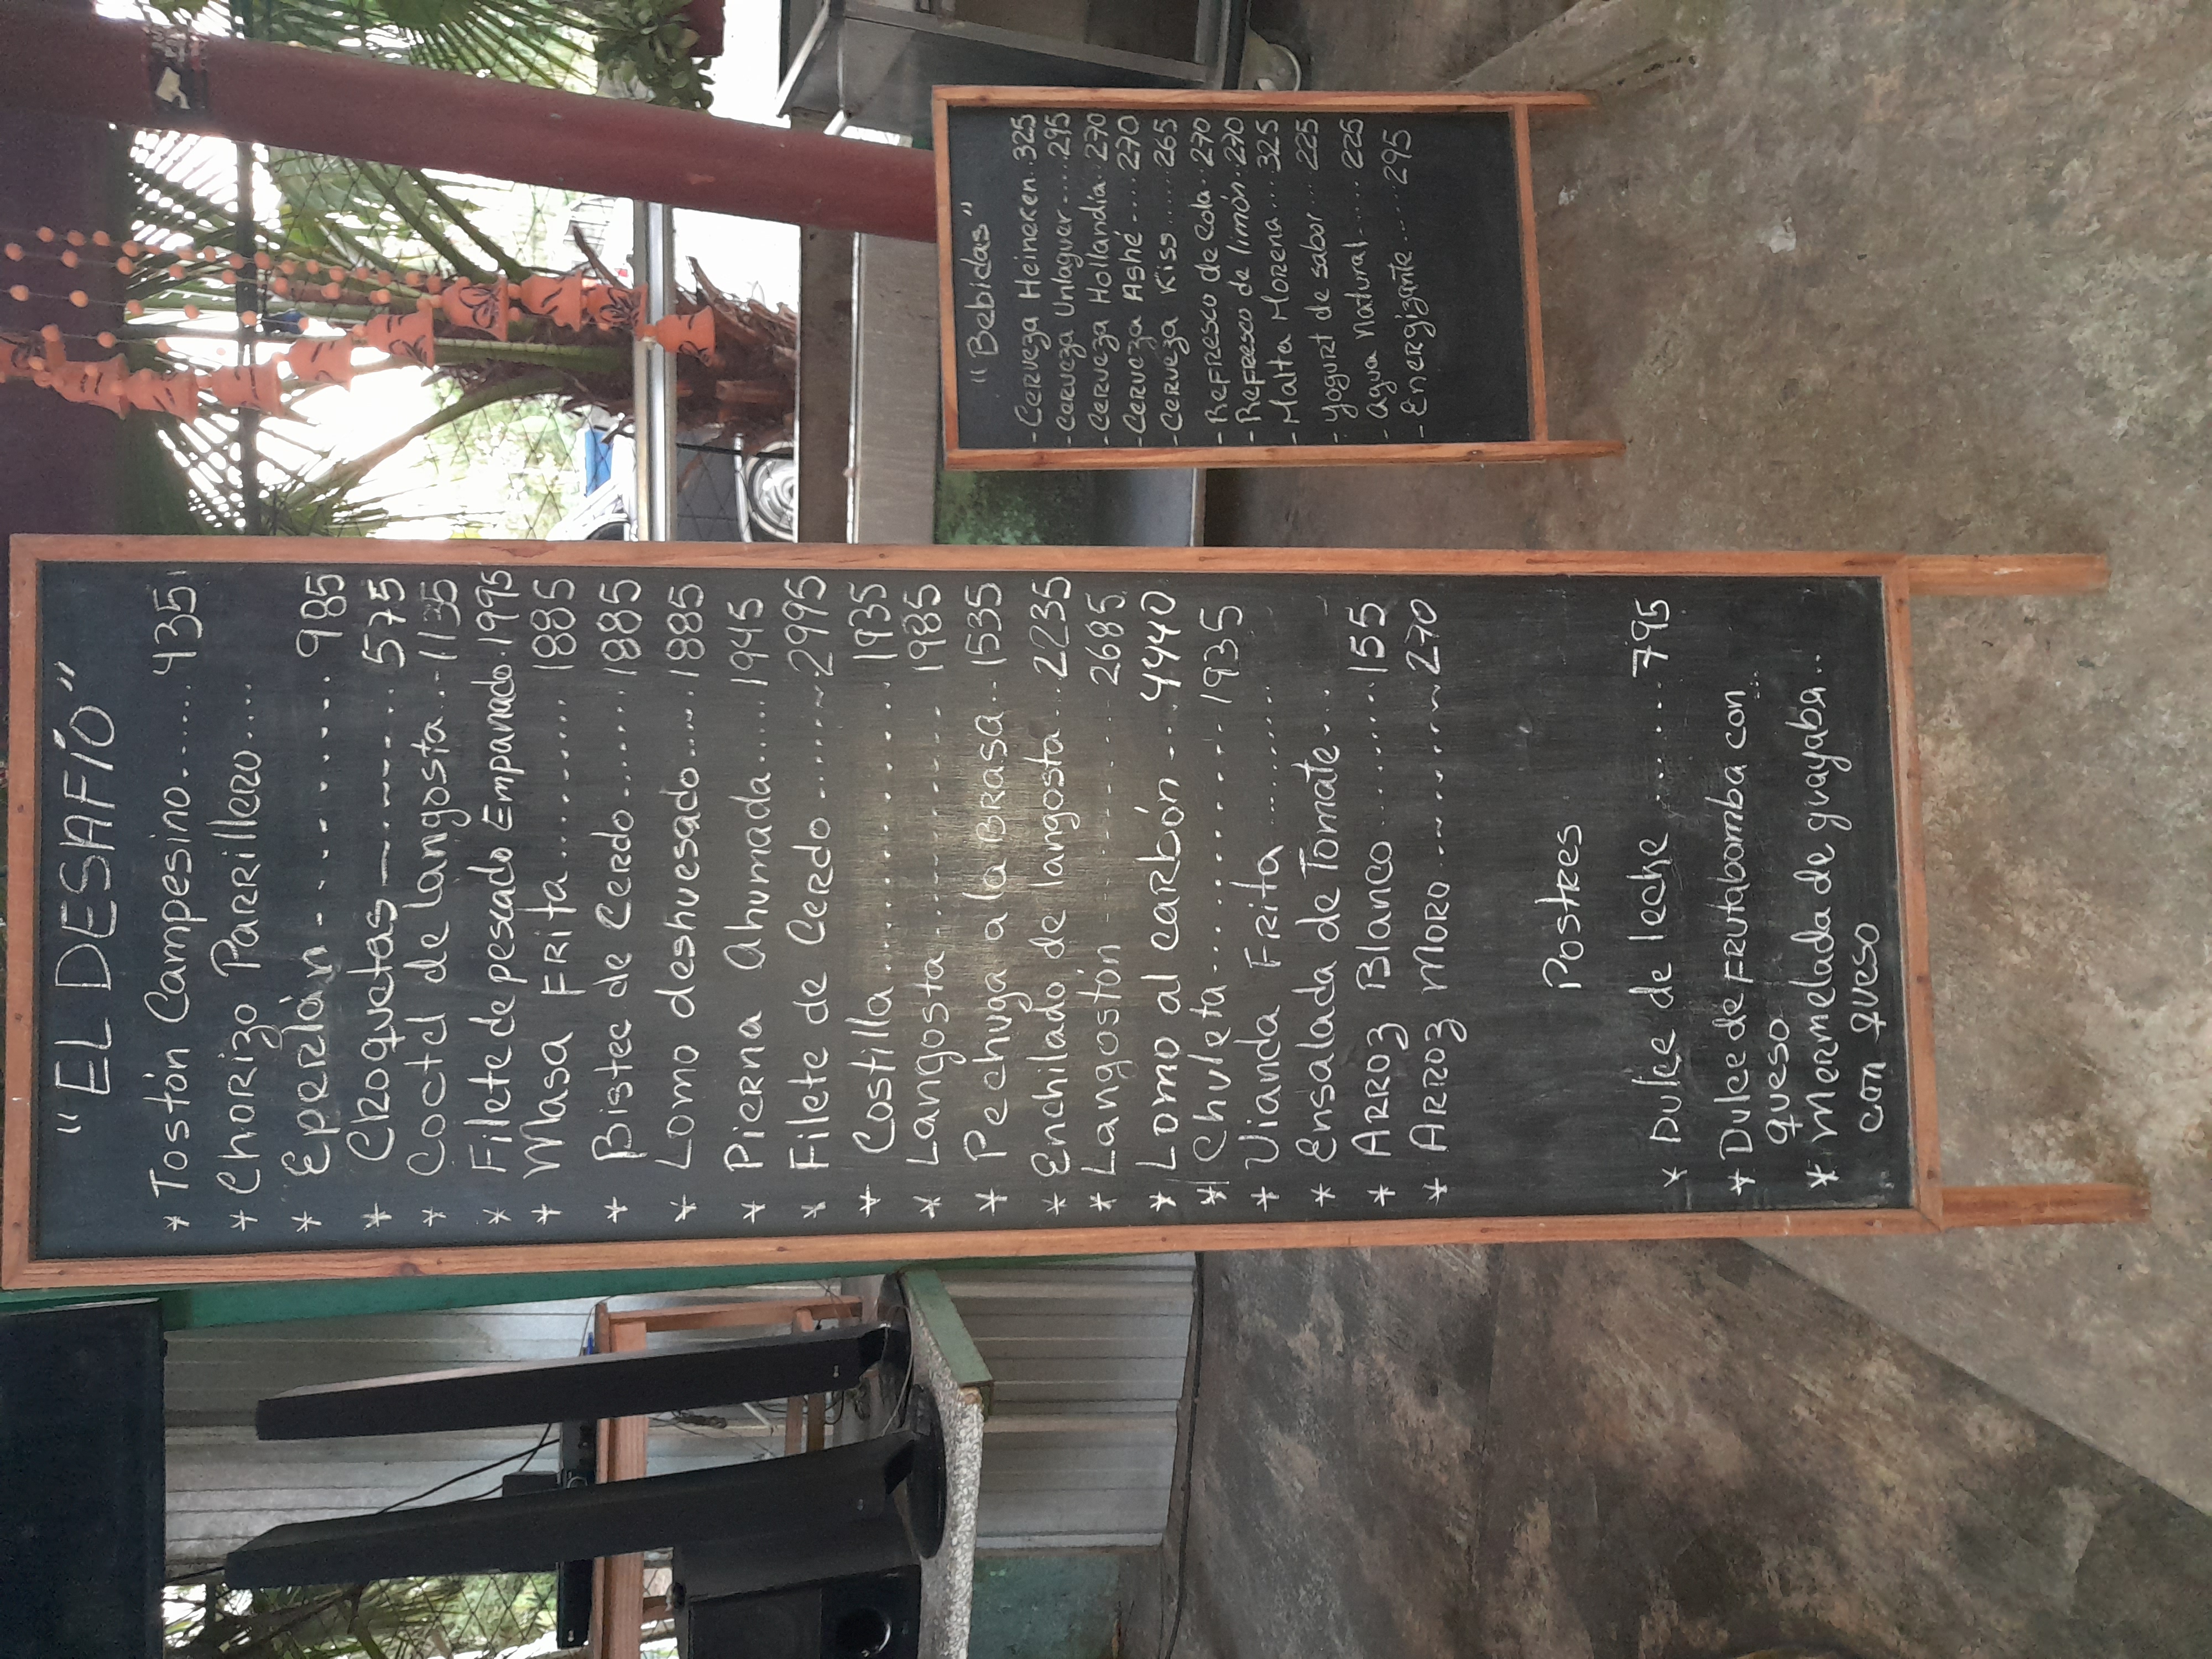 "EL DESAFÍO"
* Tostón Campesino...... 435
* Chorizo Parrillero....
* Eperlán.......... 985
* Croquetas........ 575
* Coctel de langosta...1135
* Filete de pescado Empanado.1995
* Masa Frita......... 1885
* Bistec de Cerdo.......1885
* Lomo deshuesado.....1885
* Pierna Ahumada.....1945
* Filete de Cerdo .......2995
* Costilla............. 1935
* Langosta........... 1985
* Pechuga a la Brasa..1535
* Enchilado de langosta...2235
* Langostón .......... 2685
* Lomo al carbón...4440
* Chuleta...........1935
* Vianda Frita .........
* Ensalada de Tomate...
* Arroz Blanco ........155
* Arroz Moro .........270
Postres
* Dulce de leche ......795
* Dulce de Frutabomba con...
queso
* Mermelada de guayaba..
con queso
"Bebidas"
- Cerveza Heineken..325
- Cerveza Unlaguer.....295
- Cerveza Hollandia..270
- Cerveza Ashé....270
- Cerveza Kiss......265
- Refresco de Cola..270
- Refresco de limón..270
- Malta Morena....325
- Yogurt de sabor... 225
- Agua Natural......225
- Energizante.....295